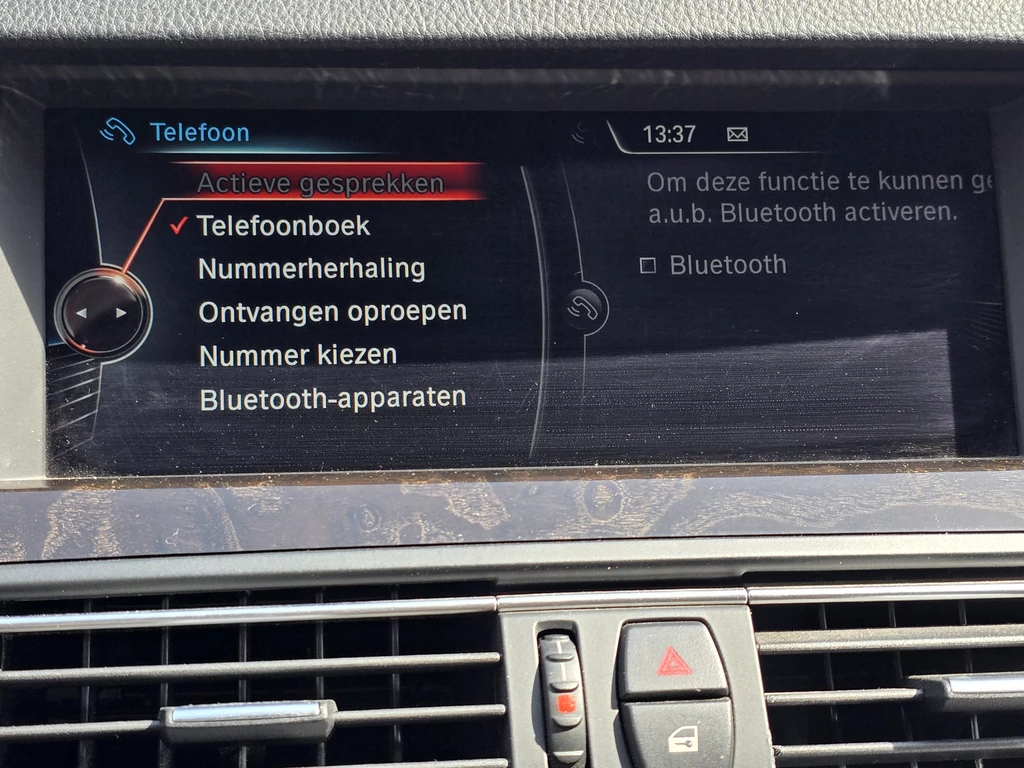 Telefoon
13:37
Actieve gesprekken
Telefoonboek
Nummerherhaling
Ontvangen oproepen
Nummer kiezen
Bluetooth-apparaten
Om deze functie te kunnen
a.u.b. Bluetooth activeren.
Bluetooth